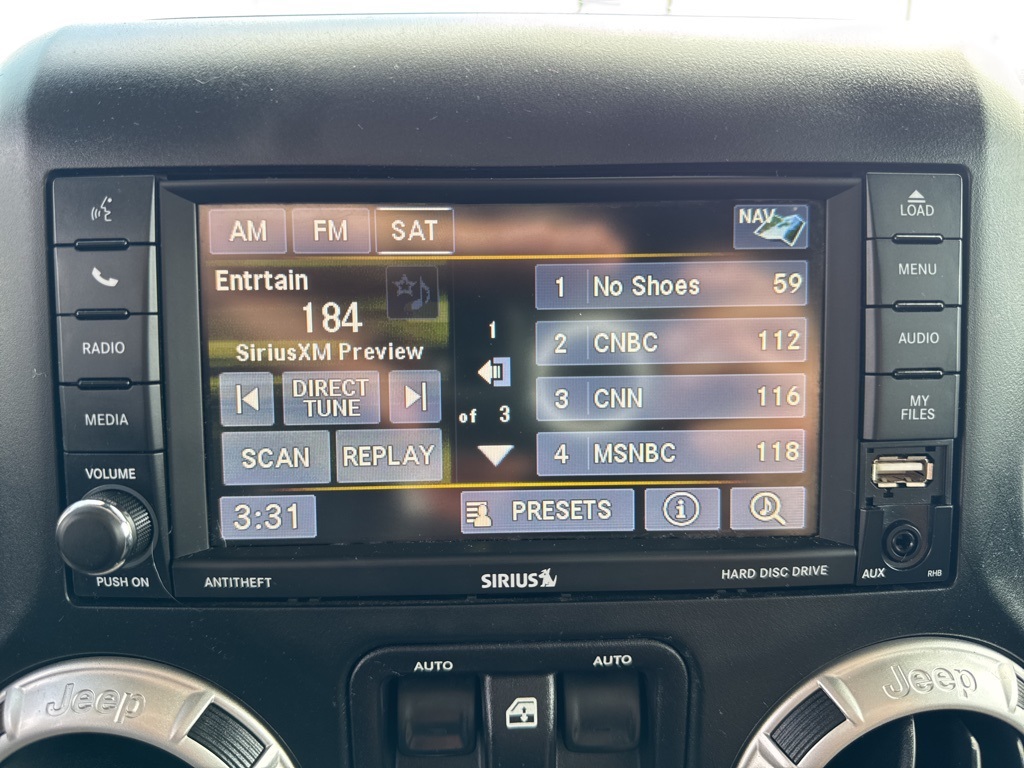 AM FM SAT NAV
Entrtain
184
SiriusXM Preview
DIRECT
TUNE
SCAN REPLAY
1
of 3
1 No Shoes 59
2 CNBC 112
3 CNN 116
4 MSNBC 118
3:31 PRESETS
RADIO
MEDIA
VOLUME
PUSH ON
LOAD
MENU
AUDIO
MY
FILES
AUX RHB
ANTITHEFT SIRIUS HARD DISC DRIVE
AUTO AUTO
Jeep Jeep